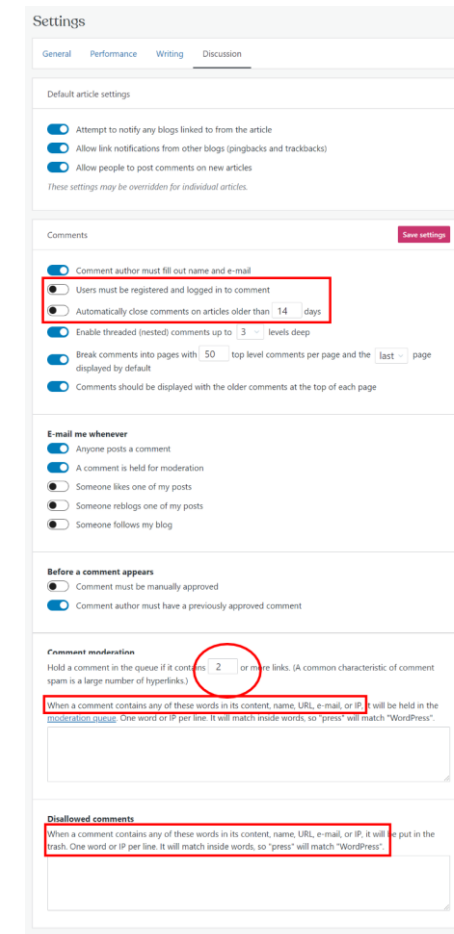 Settings
General Performance Writing Discussion
Default article settings
Attempt to notify any blogs linked to from the article
Allow link notifications from other blogs (pingbacks and trackbacks)
Allow people to post comments on new articles
These settings may be overridden for individual articles.
Comments Save settings
Comment author must fill out name and e-mail
Users must be registered and logged in to comment
Automatically close comments on articles older than 14 days
Enable threaded (nested) comments up to 3 levels deep
Break comments into pages with 50 top level comments per page and the last page
displayed by default
Comments should be displayed with the older comments at the top of each page
E-mail me whenever
Anyone posts a comment
A comment is held for moderation
Someone likes one of my posts
Someone reblogs one of my posts
Someone follows my blog
Before a comment appears
Comment must be manually approved
Comment author must have a previously approved comment
Comment moderation
Hold a comment in the queue if it contains 2 or more links. (A common characteristic of comment
spam is a large number of hyperlinks.)
When a comment contains any of these words in its content, name, URL, e-mail, or IP, it will be held in the
moderation queue. One word or IP per line. It will match inside words, so "press" will match "WordPress".
Disallowed comments
When a comment contains any of these words in its content, name, URL, e-mail, or IP, it will be put in the
trash. One word or IP per line. It will match inside words, so "press" will match "WordPress".